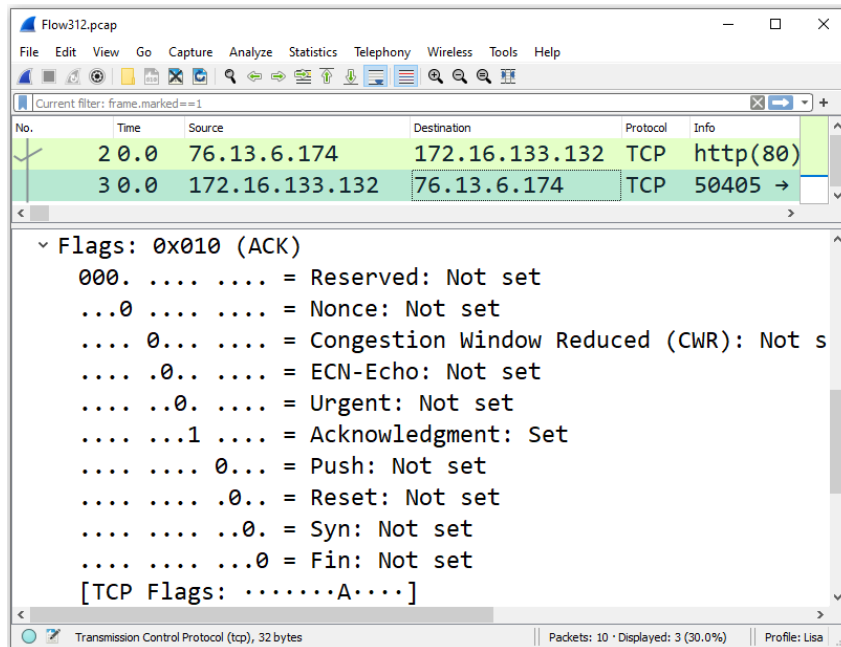 Flow312.pcap
File Edit View Go Capture Analyze Statistics Telephony Wireless Tools Help
Current filter: frame.marked==1
No. Time Source Destination Protocol Info
2 0.0 76.13.6.174 172.16.133.132 TCP http(80)
3 0.0 172.16.133.132 76.13.6.174 TCP 50405 →
Flags: 0x010 (ACK)
000. .... .... = Reserved: Not set
...0 .... .... = Nonce: Not set
.... 0... .... = Congestion Window Reduced (CWR): Not s
.... .0.. .... = ECN-Echo: Not set
.... ..0. .... = Urgent: Not set
.... ...1 .... = Acknowledgment: Set
.... .... 0... = Push: Not set
.... .... .0.. = Reset: Not set
.... .... ..0. = Syn: Not set
.... .... ...0 = Fin: Not set
[TCP Flags: ·······A····]
Transmission Control Protocol (tcp), 32 bytes Packets: 10 · Displayed: 3 (30.0%) Profile: Lisa